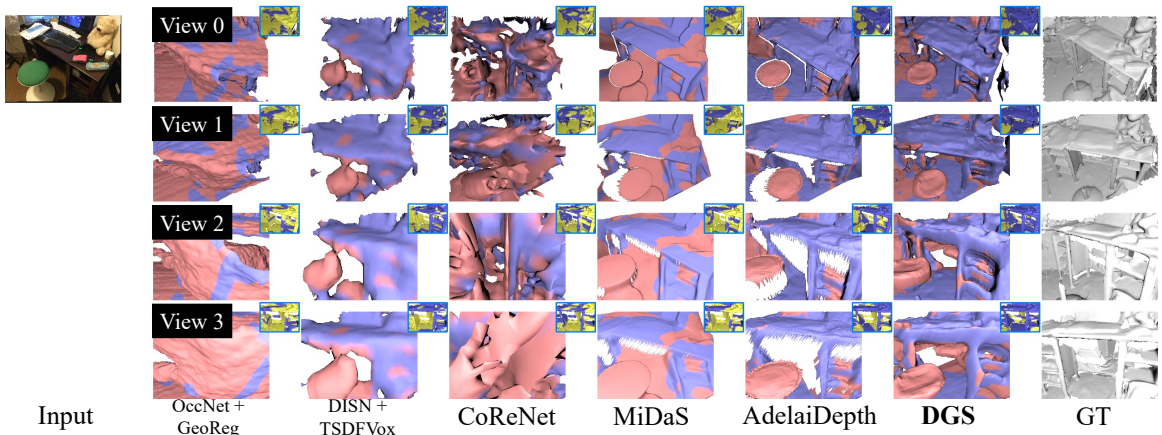 View 0
View 1
View 2
View 3
Input
OccNet +
GeoReg
DISN +
TSDFVox
CoReNet
MiDaS
AdelaiDepth
DGS
GT